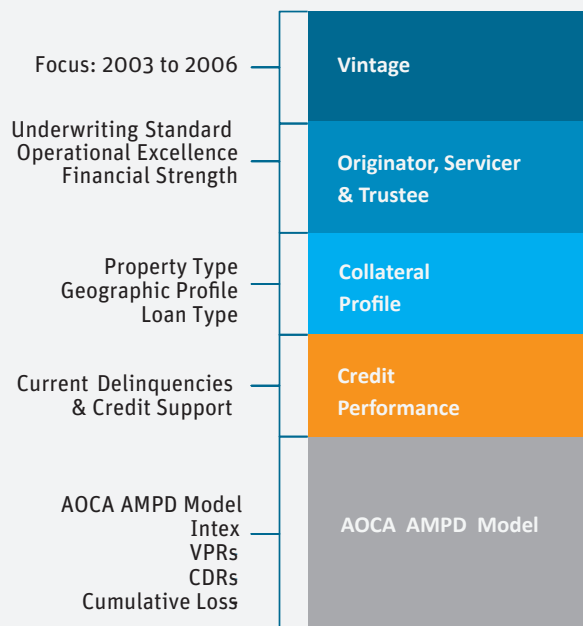 Focus: 2003 to 2006
Vintage
Underwriting Standard
Operational Excellence
Financial Strength
Originator, Servicer
& Trustee
Property Type
Geographic Profile
Loan Type
Collateral
Profile
Current Delinquencies
& Credit Support
Credit
Performance
AOCA AMPD Model
Intex
VPRs
CDRs
Cumulative Loss
AOCA AMPD Model